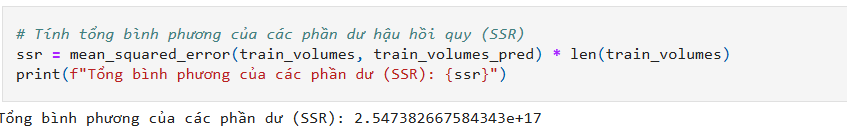 # Tính tổng bình phương của các phần dư hậu hồi quy (SSR)
ssr = mean_squared_error(train_volumes, train_volumes_pred) * len(train_volumes)
print(f"Tổng bình phương của các phần dư (SSR): {ssr}")
Tổng bình phương của các phần dư (SSR): 2.547382667584343e+17